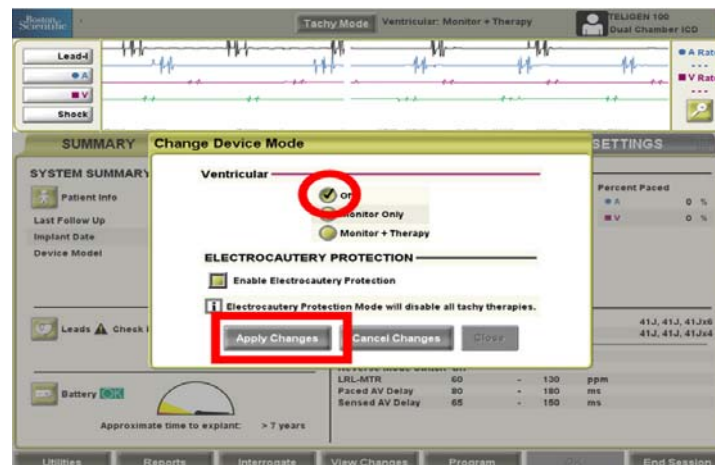 Boston
Scientific
Tachy Mode Ventricular: Monitor + Therapy
TELIGEN 100
Dual Chamber ICD
Lead-I
A
V
Shock
A Rat
---
V Rat
---
SUMMARY
SETTINGS
Change Device Mode
SYSTEM SUMMARY
Patient Info
Last Follow Up
Implant Date
Device Model
Leads Check
Battery OK
Approximate time to explant: > 7 years
Ventricular
Monitor Only
Monitor + Therapy
ELECTROCAUTERY PROTECTION
Enable Electrocautery Protection
i Electrocautery Protection Mode will disable all tachy therapies.
Apply Changes Cancel Changes Close
Percent Paced
A 0 %
V 0 %
41J, 41J, 41Jx6
41J, 41J, 41Jx4
LRL-MTR 60 - 130 ppm
Paced AV Delay 80 - 180 ms
Sensed AV Delay 65 - 150 ms
Utilities Reports Interrogate View Changes Program End Session